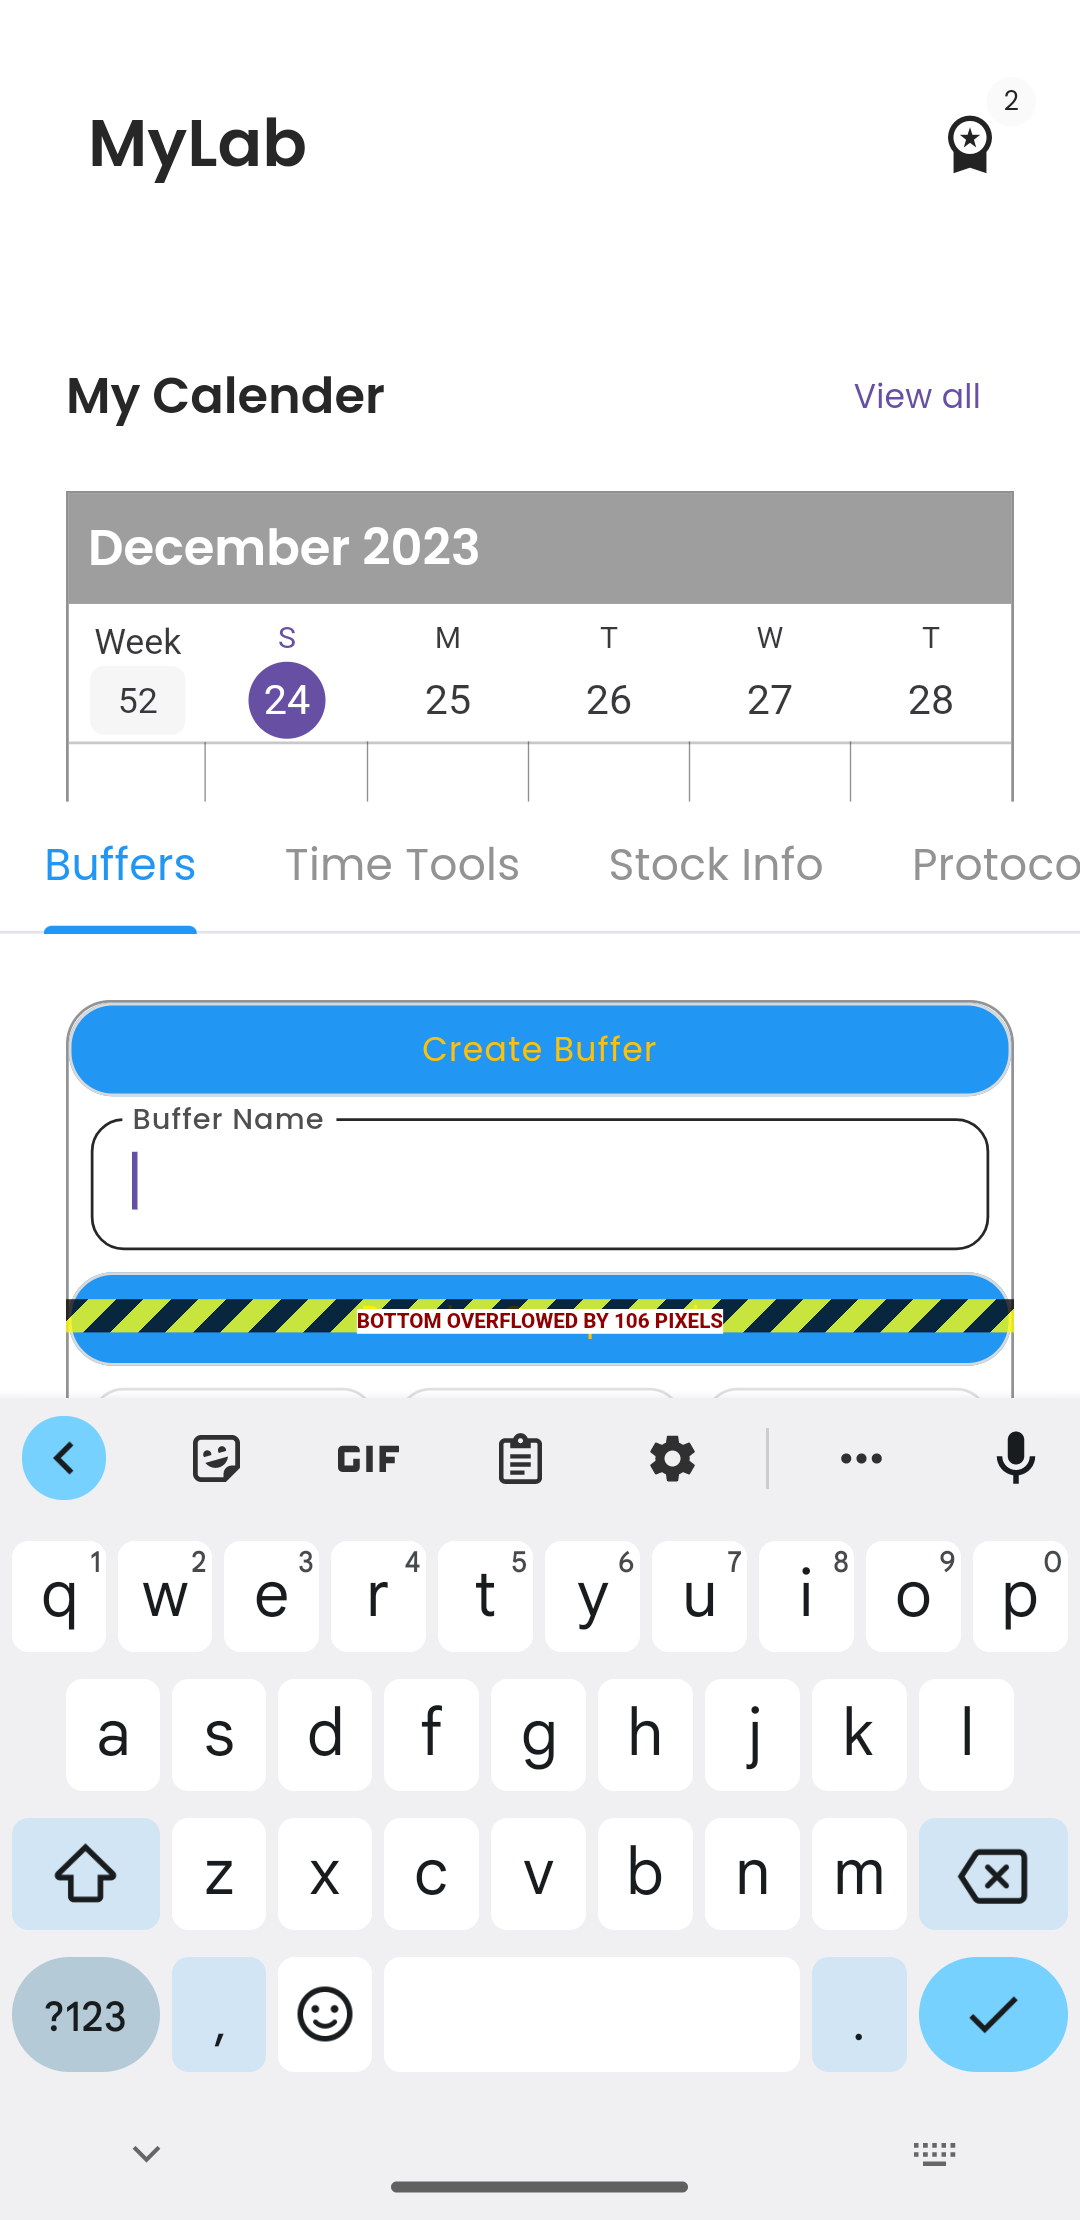 MyLab
2
My Calender
View all
December 2023
Week S M T W T
52 24 25 26 27 28
Buffers Time Tools Stock Info Protoco
Create Buffer
Buffer Name
BOTTOM OVERFLOWED BY 106 PIXELS
GIF
q 1 w 2 e 3 r 4 t 5 y 6 u 7 i 8 o 9 p 0
a s d f g h j k l
z x c v b n m
?123 , .